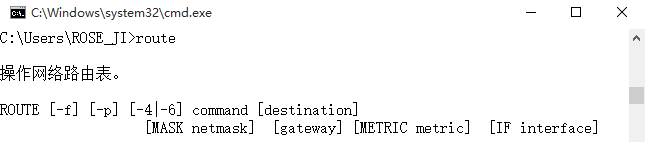 C:\Windows\system32\cmd.exe
C:\Users\ROSE_JI>route
操作网络路由表。
ROUTE [-f] [-p] [-4|-6] command [destination]
[MASK netmask] [gateway] [METRIC metric] [IF interface]